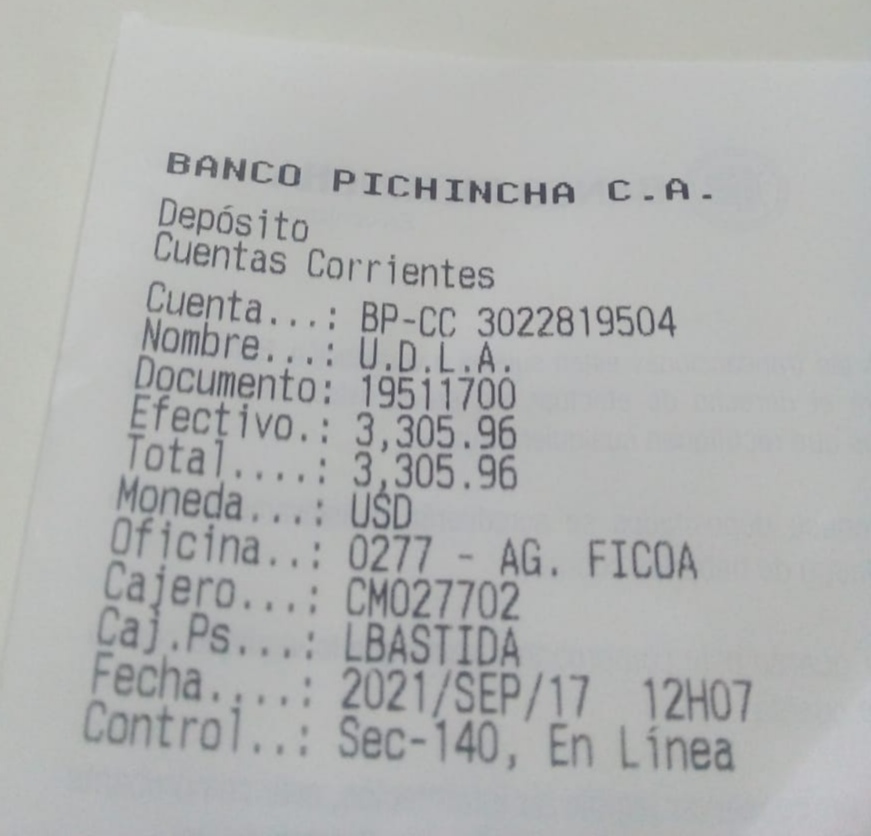 BANCO PICHINCHA C.A.
Depósito
Cuentas Corrientes
Cuenta...: BP-CC 3022819504
Nombre...: U.D.L.A
Documento: 19511700
Efectivo.: 3,305.96
Total....: 3,305.96
Moneda...: USD
Oficina..: 0277 - AG. FICOA
Cajero...: CM027702
Caj.Ps...: LBASTIDA
Fecha....: 2021/SEP/17 12H07
Control..: Sec-140, En Línea